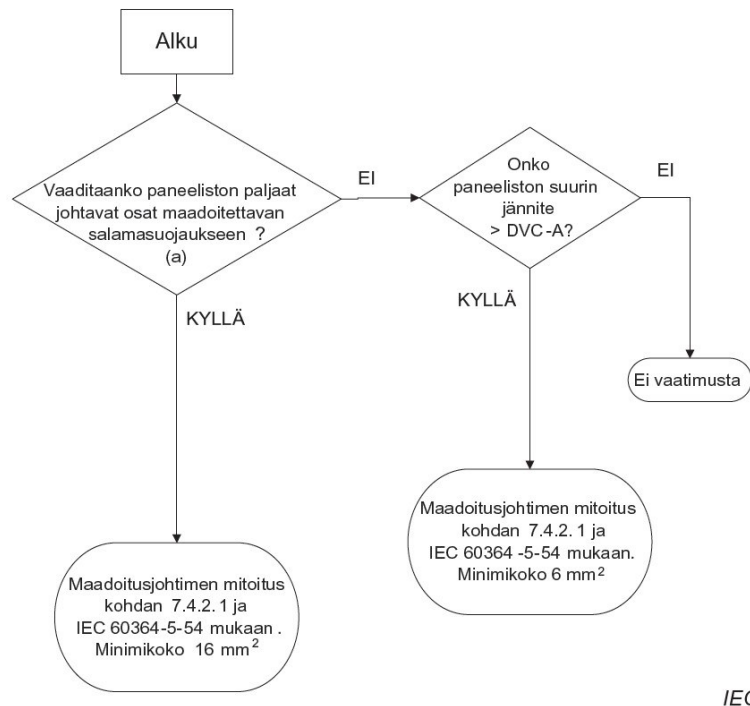 Alku
Vaaditaanko paneeliston paljaat
johtavat osat maadoitettavan
salamasuojaukseen ?
(a)
EI
Onko
paneeliston suurin
jännite
> DVC-A?
EI
KYLLÄ
KYLLÄ
Ei vaatimusta
Maadoitusjohtimen mitoitus
kohdan 7.4.2.1 ja
IEC 60364 -5-54 mukaan.
Minimikoko 6 mm²
Maadoitusjohtimen mitoitus
kohdan 7.4.2.1 ja
IEC 60364-5-54 mukaan .
Minimikoko 16 mm²
IEC